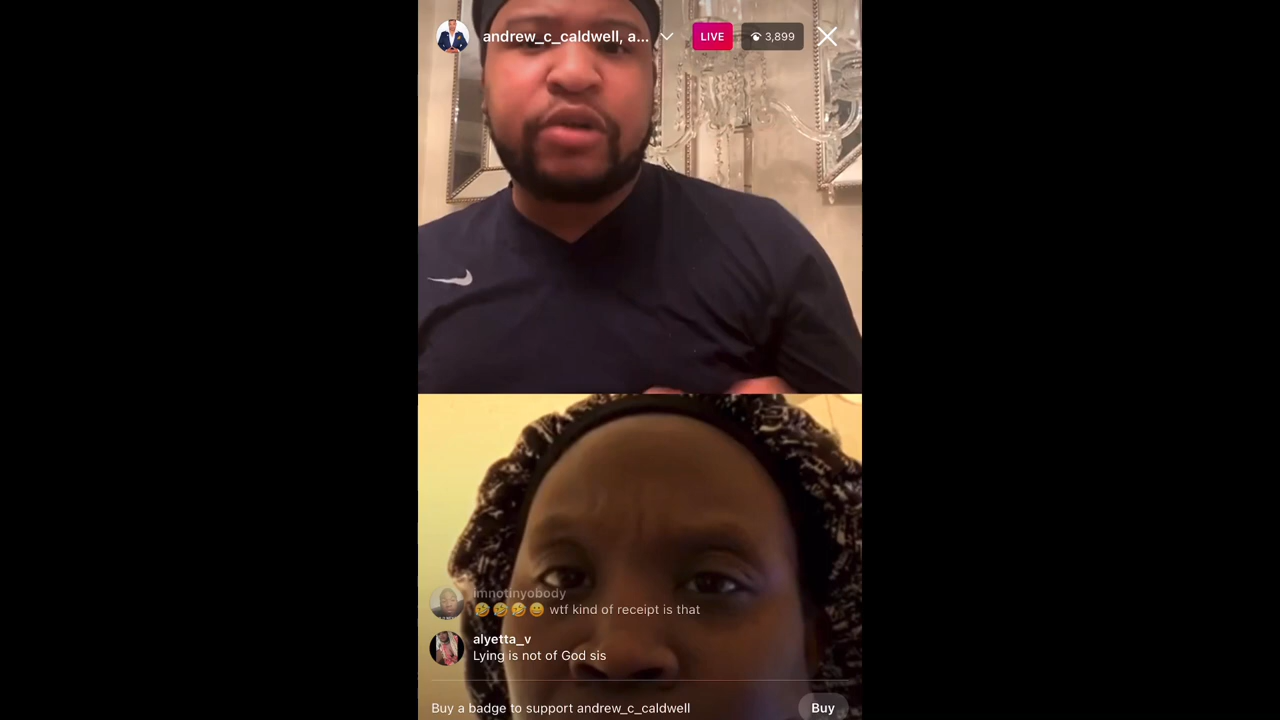 andrew_c_caldwell, a...
LIVE
3,899
imnotinyobody
🤣🤣🤣😅 wtf kind of receipt is that
alyetta_v
Lying is not of God sis
Buy a badge to support andrew_c_caldwell
Buy